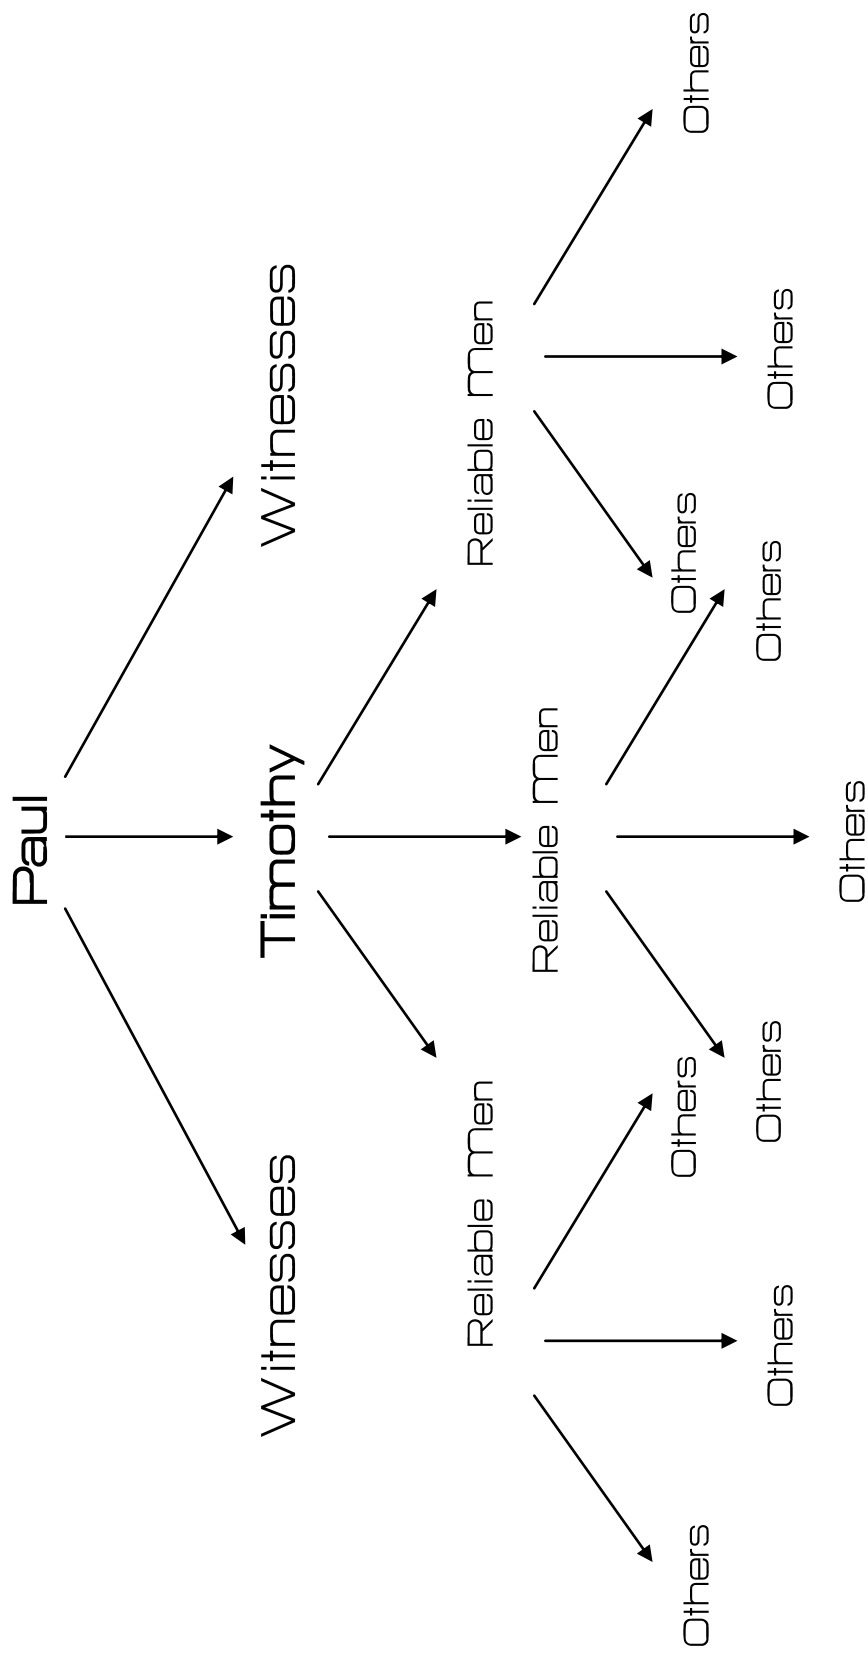 Paul
Witnesses
Timothy
Witnesses
Reliable men
Reliable men
Reliable men
Others
Others
Others
Others
Others
Others
Others
Others
Others